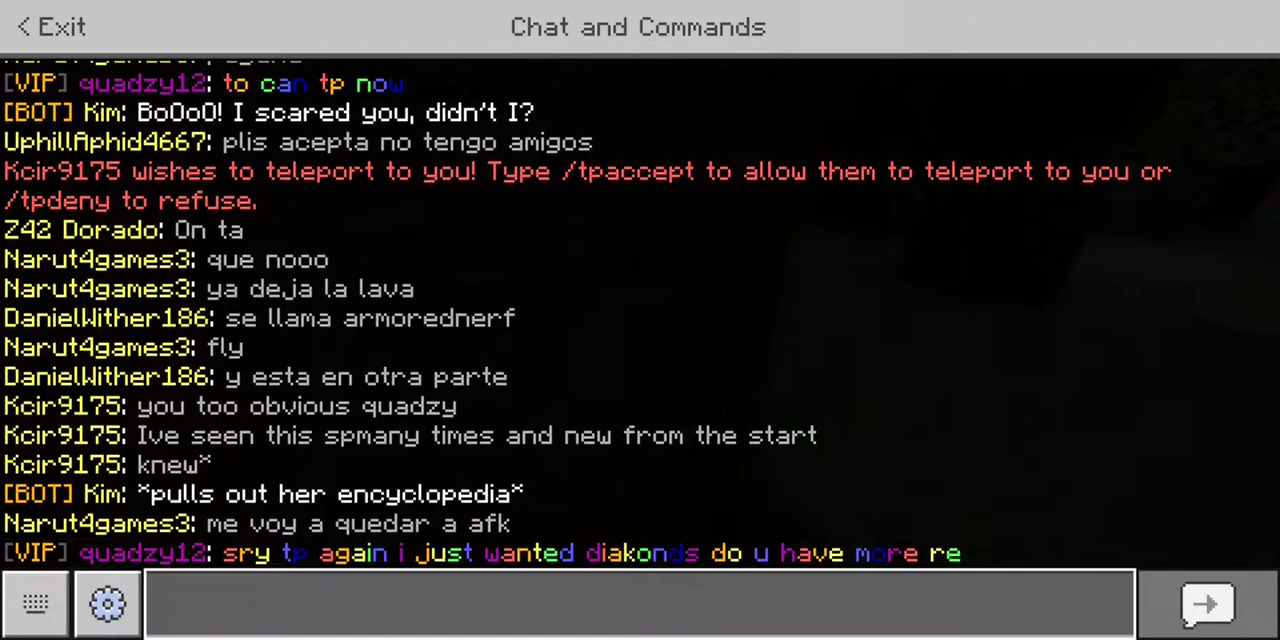 Exit
Chat and Commands
[VIP] quadzy12: to can tp now
[BOT] Kim: BoOoO! I scared you, didn't I?
UphillAphid4667: plis acepta no tengo amigos
Kcir9175 wishes to teleport to you! Type /tpaccept to allow them to teleport to you or
/tpdeny to refuse.
Z42 Dorado: On ta
Narut4games3: que nooo
Narut4games3: ya deja la lava
DanielWither186: se llama armorednerf
Narut4games3: fly
DanielWither186: y esta en otra parte
Kcir9175: you too obvious quadzy
Kcir9175: Ive seen this spmany times and new from the start
Kcir9175: knew*
[BOT] Kim: *pulls out her encyclopedia*
Narut4games3: me voy a quedar a afk
[VIP] quadzy12: sry tp again i just wanted diakonds do u have more re